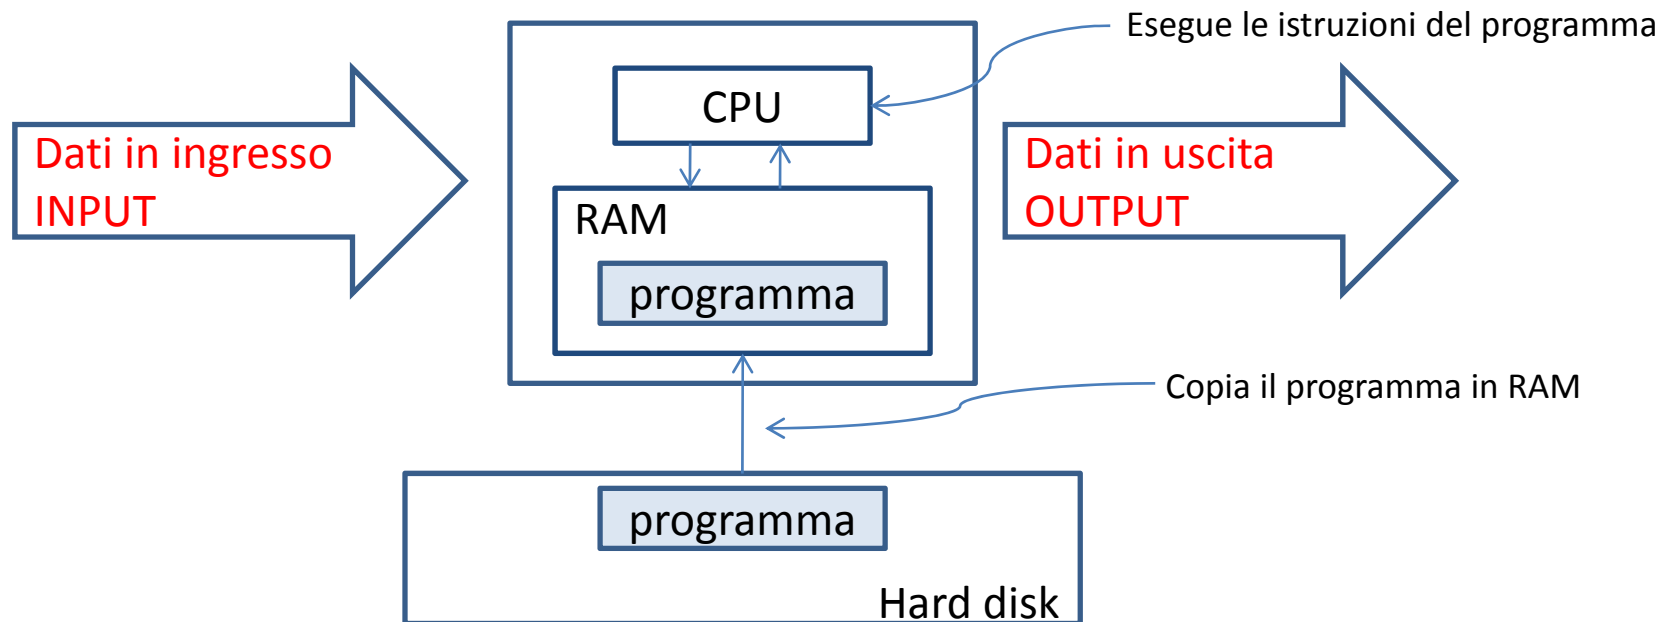 Esegue le istruzioni del programma
CPU
Dati in ingresso
INPUT
Dati in uscita
OUTPUT
RAM
programma
Copia il programma in RAM
programma
Hard disk